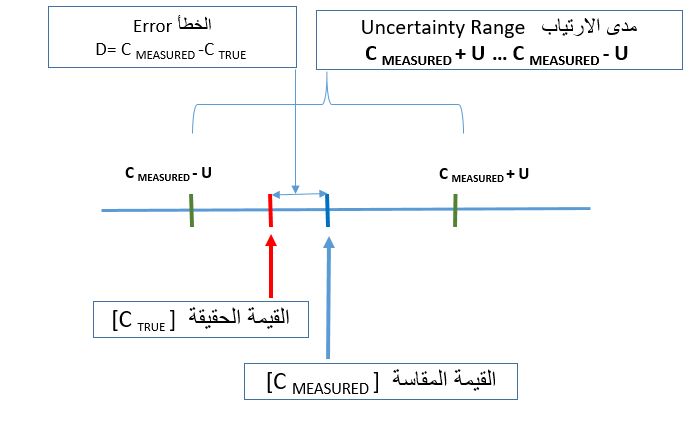 Error الخطأ
D= C MEASURED -C TRUE
Uncertainty Range مدى الارتياب
C MEASURED + U ... C MEASURED - U
C MEASURED - U
C MEASURED + U
[C TRUE ] القيمة الحقيقة
[C MEASURED ] القيمة المقاسة